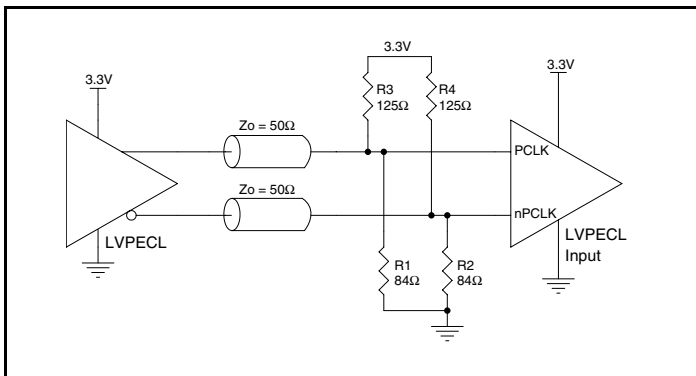 3.3V
3.3V
3.3V
R3
125Ω
R4
125Ω
Zo = 50Ω
PCLK
Zo = 50Ω
nPCLK
LVPECL
LVPECL
Input
R1
84Ω
R2
84Ω